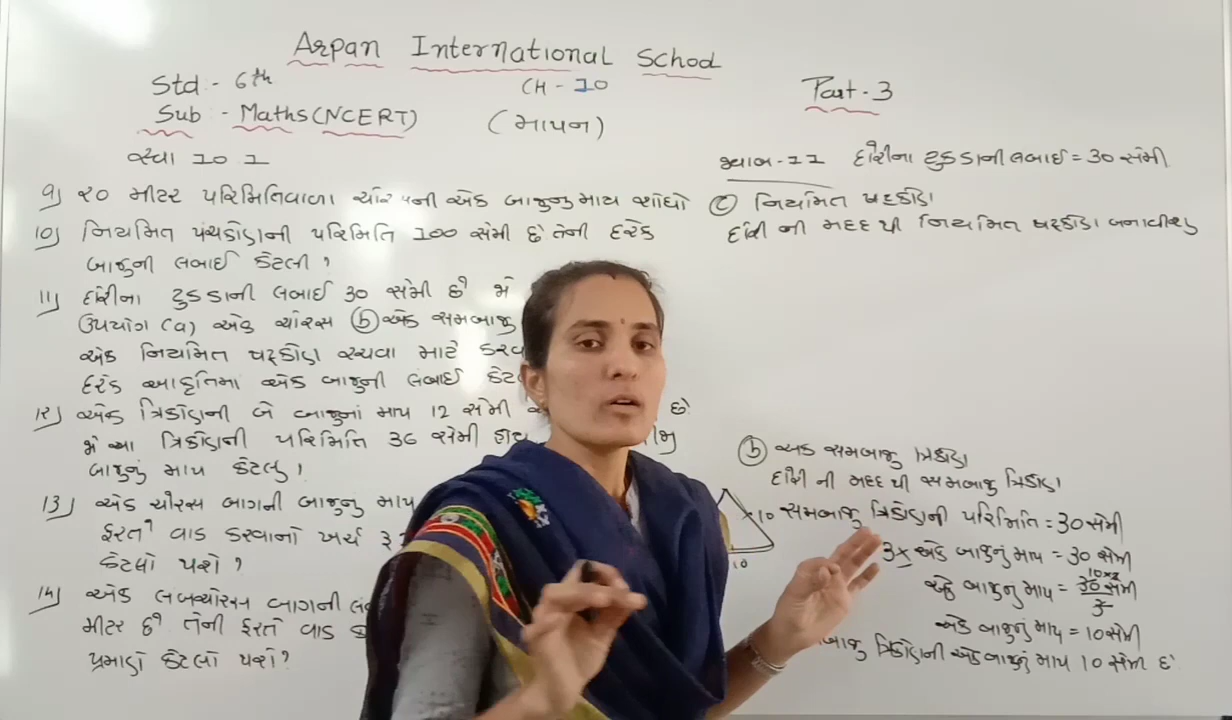 Arpan International School
Std:- 6th
CH - 10
Part-3
Sub :- Maths (NCERT)
(માપન)
સ્વા 10.1
9) ૨૦ મીટર પરિમિતિવાળા ચોરસની એક બાજુનુ માપ શોધો
10) નિયમિત પંચકોણની પરિમિતિ 100 સેમી છે તેની દરેક
બાજુની લંબાઈ કેટલી?
11) દોરીના ટુકડાની લંબાઈ 30 સેમી છે જો
ઉપયોગ (a) એક ચોરસ (b) એક સમબાજુ
એક નિયમિત ષટ્કોણ રચવા માટે
દરેક આકૃતિમાં એક બાજુની લંબાઈ
12) એક ત્રિકોણની બે બાજુનાં માપ 12 સેમી છે.
જો આ ત્રિકોણની પરિમિતિ 36 સેમી
બાજુનું માપ કેટલુ?
13) એક ચોરસ બાગની બાજુનુ માપ
ફરતે વાડ કરવાનો ખર્ચ રૂ
કેટલો થશે?
14) એક લંબચોરસ બાગની
મીટર છે તેની ફરતે વાડ
પ્રમાણે કેટલો થશે?
જવાબ-11 દોરીના ટુકડાની લંબાઈ = 30 સેમી
(c) નિયમિત ષટ્કોણ
દોરી ની મદદ થી નિયમિત ષટ્કોણ બનાવીશુ
(b) એક સમબાજુ ત્રિકોણ
દોરી ની મદદ થી સમબાજુ ત્રિકોણ
સમબાજુ ત્રિકોણની પરિમિતિ = 30 સેમી
10
10
3 x એક બાજુનું માપ = 30 સેમી
એક બાજુનું માપ = 30 સેમી
3
એક બાજુનું માપ = 10 સેમી
ત્રિકોણની એક બાજુનું માપ 10 સેમી છે